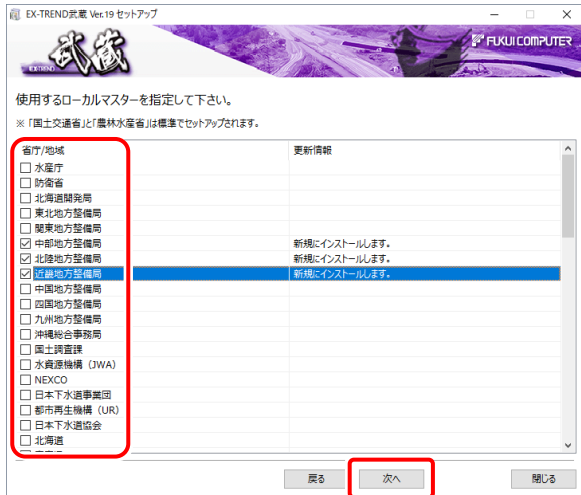 EX-TREND武蔵 Ver.19 セットアップ
EX-TREND
武蔵
FUKUI COMPUTER
使用するローカルマスターを指定して下さい。
※ 「国土交通省」と「農林水産省」は標準でセットアップされます。
省庁/地域 更新情報
水産庁
防衛省
北海道開発局
東北地方整備局
関東地方整備局
中部地方整備局 新規にインストールします。
北陸地方整備局 新規にインストールします。
近畿地方整備局 新規にインストールします。
中国地方整備局
四国地方整備局
九州地方整備局
沖縄総合事務局
国土調査課
水資源機構（JWA）
NEXCO
日本下水道事業団
都市再生機構（UR）
日本下水道協会
北海道
戻る 次へ 閉じる